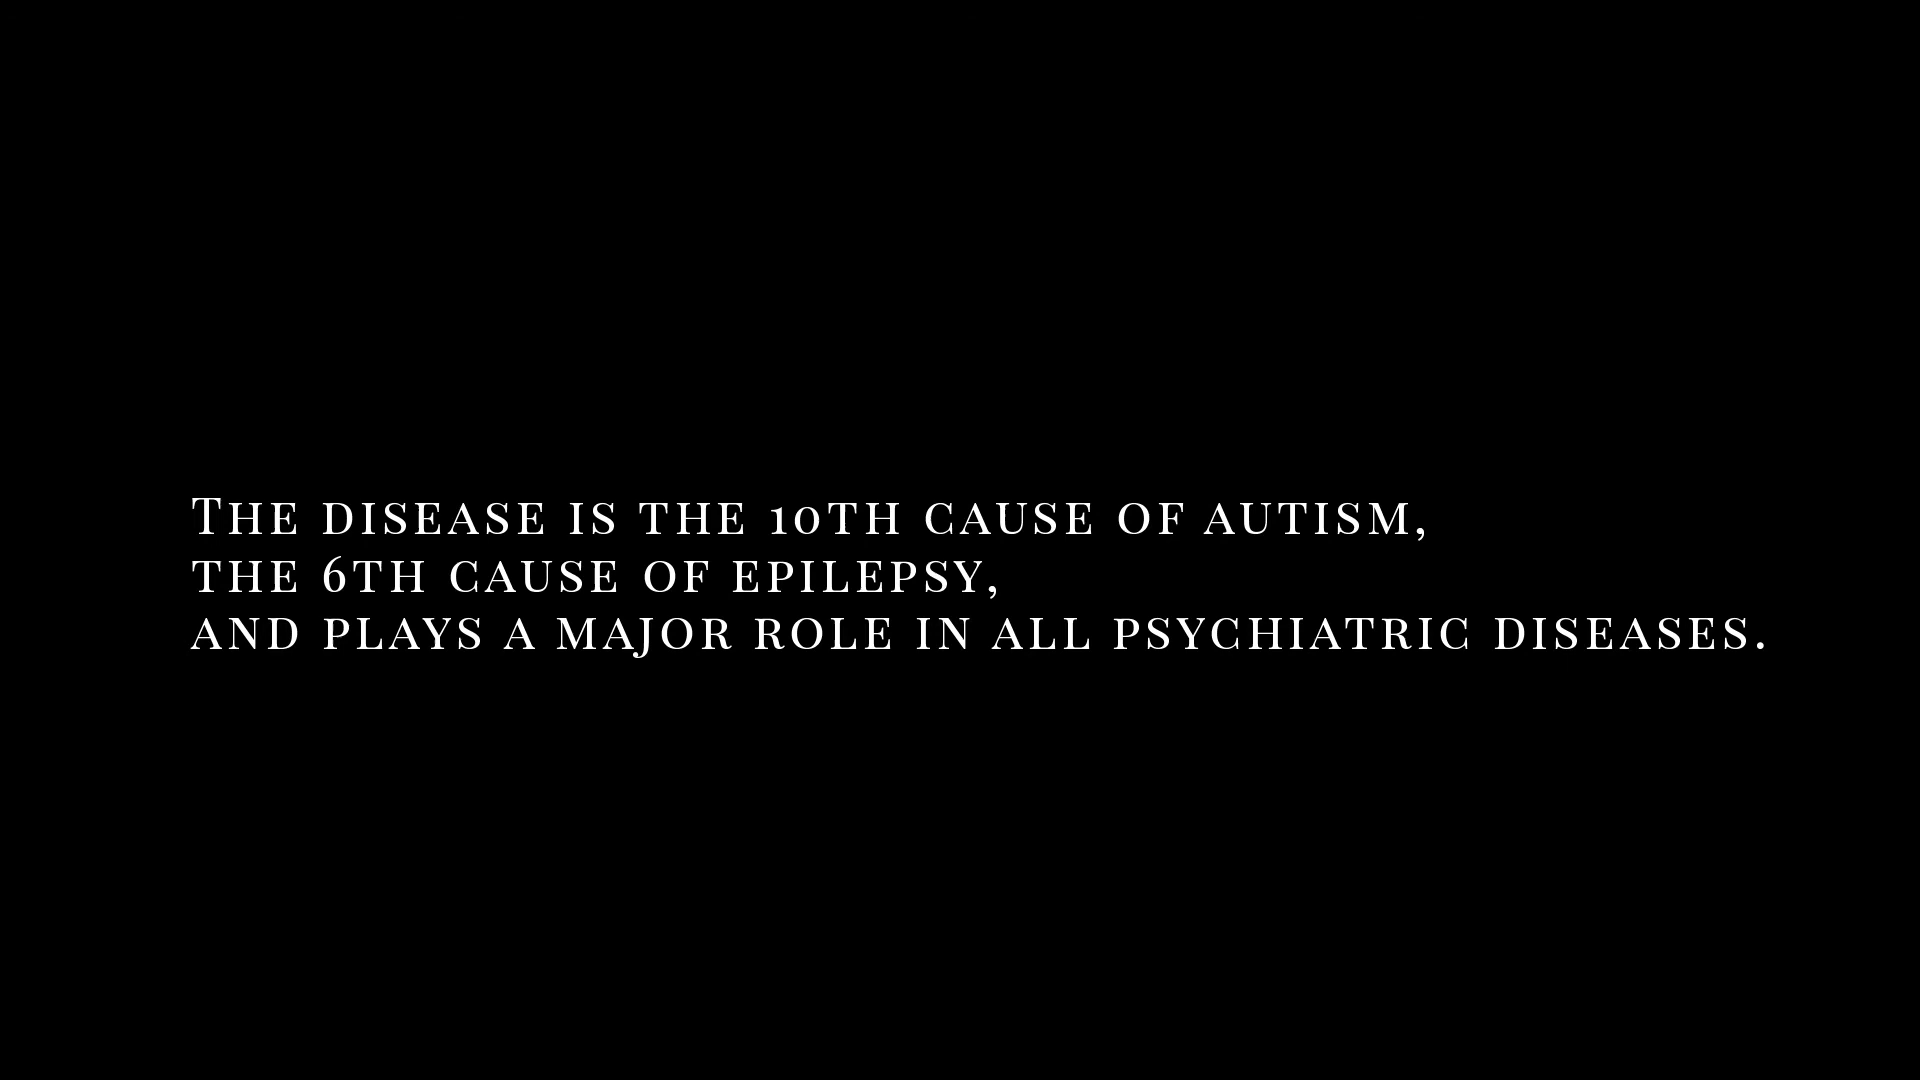 The disease is the 10th cause of autism,
the 6th cause of epilepsy,
and plays a major role in all psychiatric diseases.